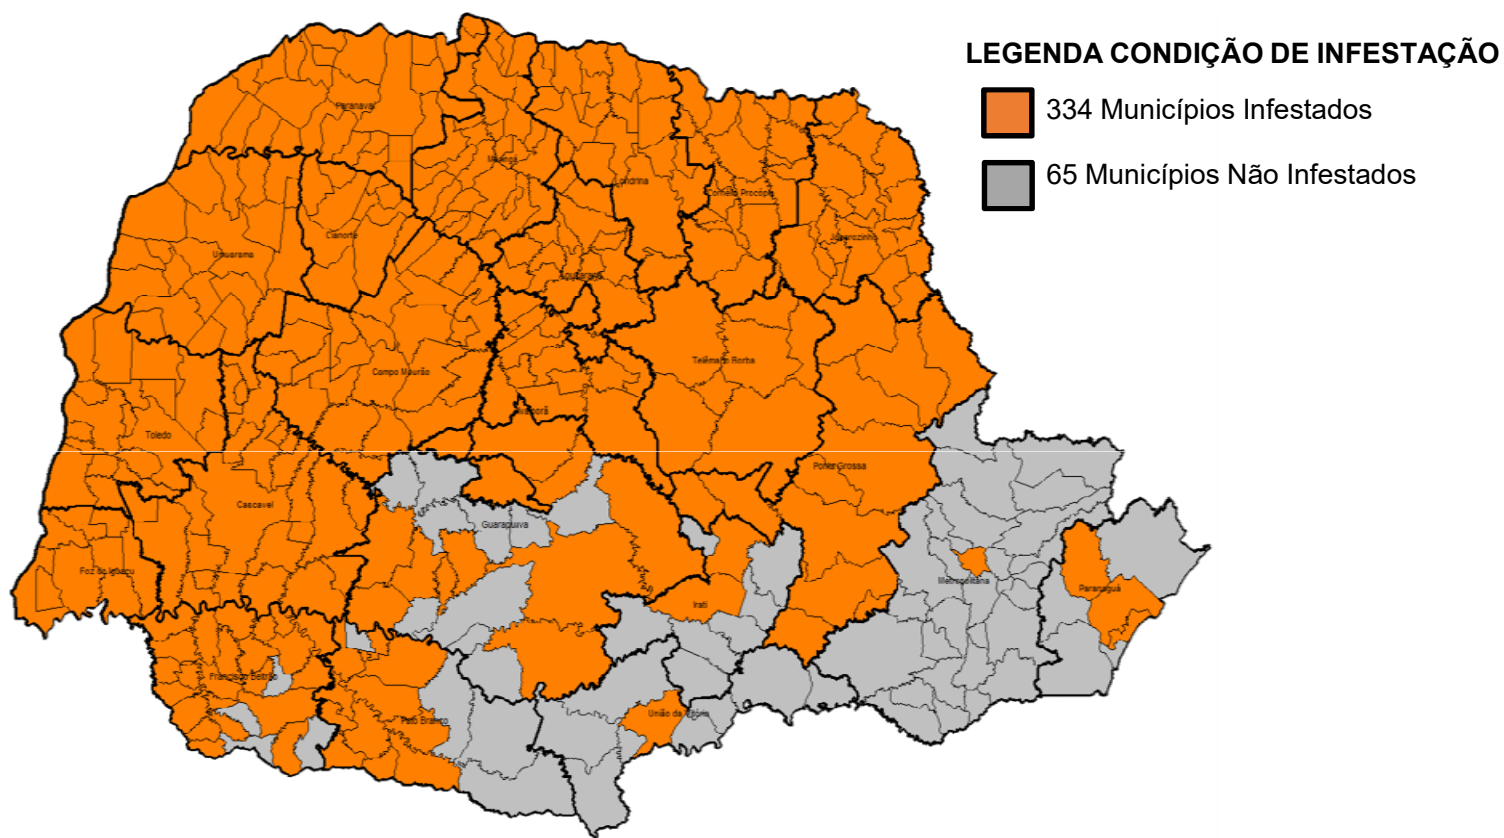 LEGENDA CONDIÇÃO DE INFESTAÇÃO
334 Municípios Infestados
65 Municípios Não Infestados
Paranavaí
Maringá
Londrina
Cornélio Procópio
Jacarezinho
Umuarama
Cianorte
Apucarana
Telêmaco Borba
Campo Mourão
Ivaiporã
Toledo
Ponta Grossa
Cascavel
Guarapuava
Foz do Iguaçu
Metropolitana
Paranaguá
Irati
Francisco Beltrão
Pato Branco
União da Vitória